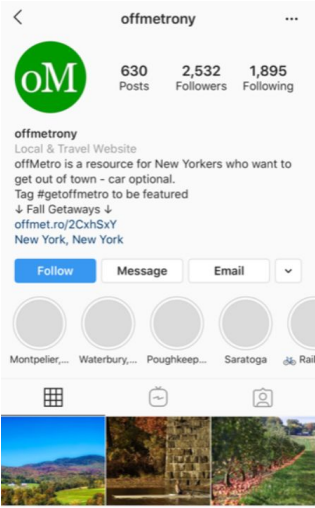 offmetrony
oM
630 2,532 1,895
Posts Followers Following
offmetrony
Local & Travel Website
offMetro is a resource for New Yorkers who want to
get out of town - car optional.
Tag #getoffmetro to be featured
↓ Fall Getaways ↓
offmet.ro/2CxhSxY
New York, New York
Follow Message Email
Montpelier,... Waterbury,... Poughkeep... Saratoga 🚲 Rail